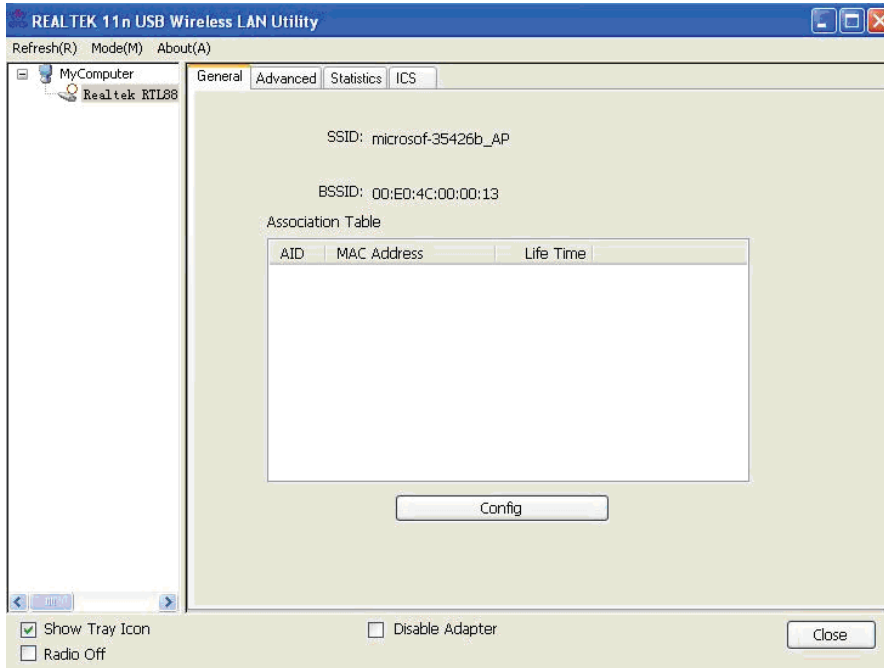 REALTEK 11n USB Wireless LAN Utility
Refresh(R) Mode(M) About(A)
MyComputer
Realtek RTL88
General Advanced Statistics ICS
SSID: microsof-35426b_AP
BSSID: 00:E0:4C:00:00:13
Association Table
AID MAC Address Life Time
Config
Show Tray Icon
Disable Adapter
Radio Off
Close